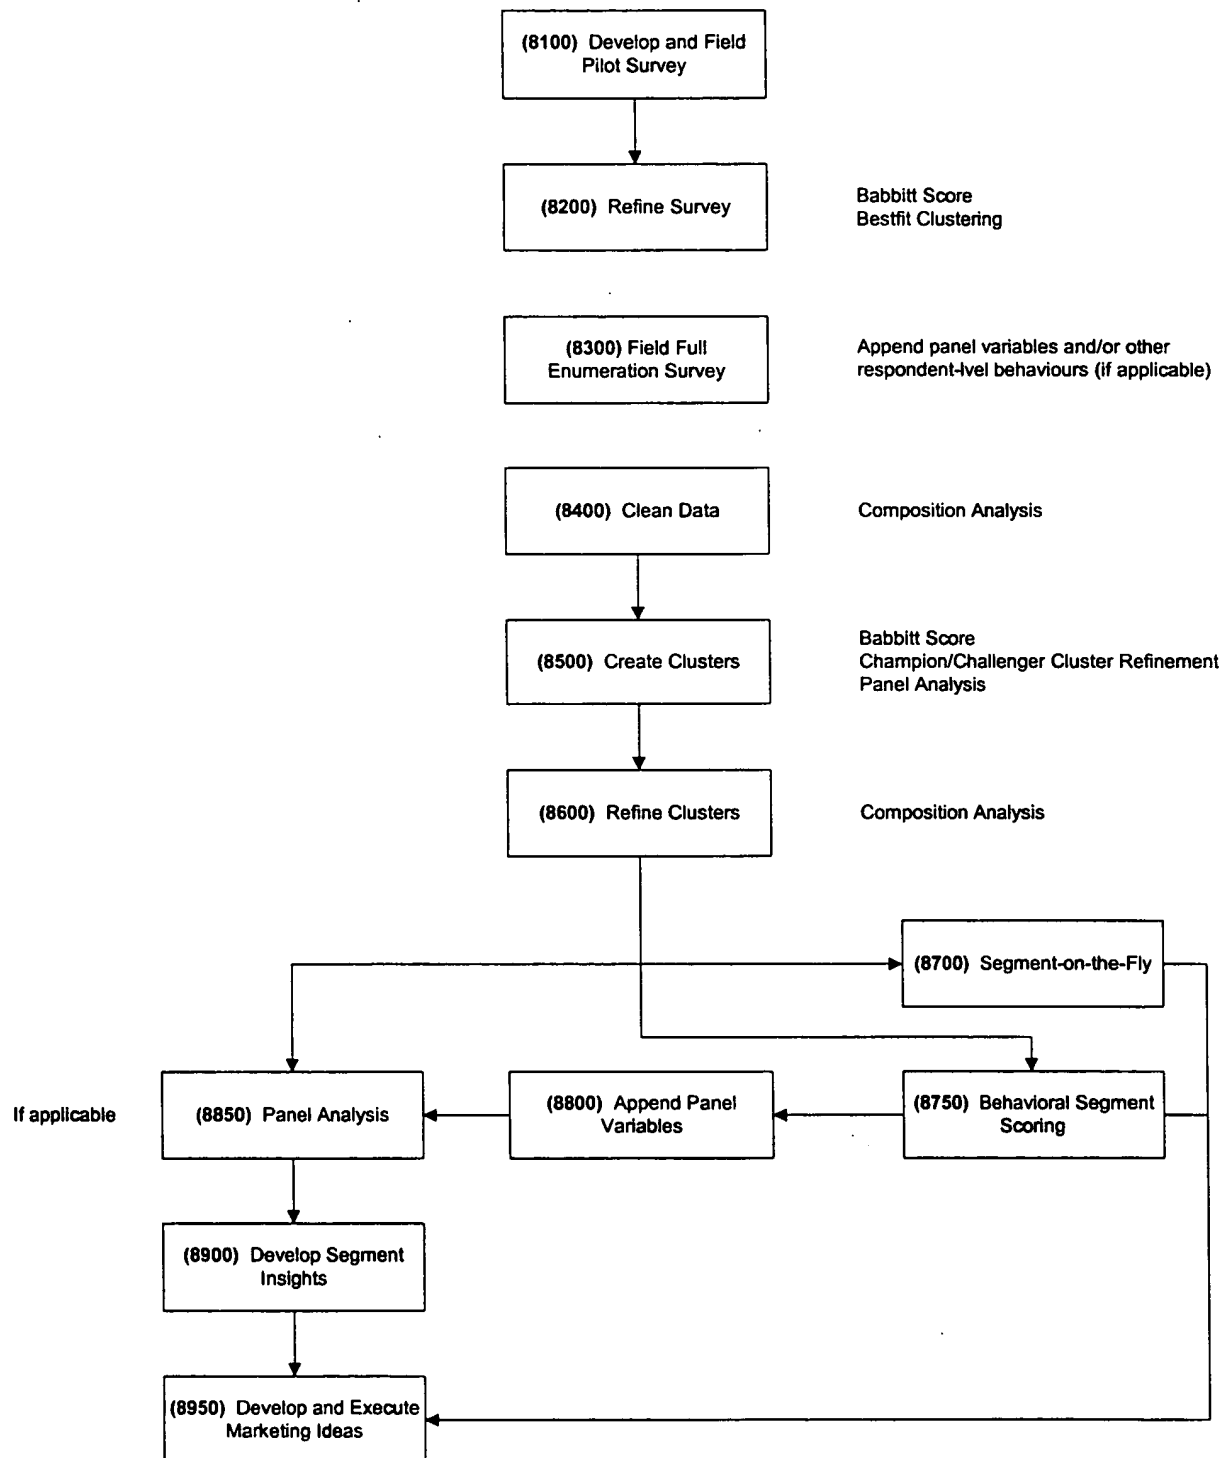 (8100) Develop and Field
Pilot Survey
(8200) Refine Survey
Babbitt Score
Bestfit Clustering
(8300) Field Full
Enumeration Survey
Append panel variables and/or other
respondent-lvel behaviours (if applicable)
(8400) Clean Data
Composition Analysis
(8500) Create Clusters
Babbitt Score
Champion/Challenger Cluster Refinement
Panel Analysis
(8600) Refine Clusters
Composition Analysis
(8700) Segment-on-the-Fly
If applicable
(8850) Panel Analysis
(8800) Append Panel
Variables
(8750) Behavioral Segment
Scoring
(8900) Develop Segment
Insights
(8950) Develop and Execute
Marketing Ideas